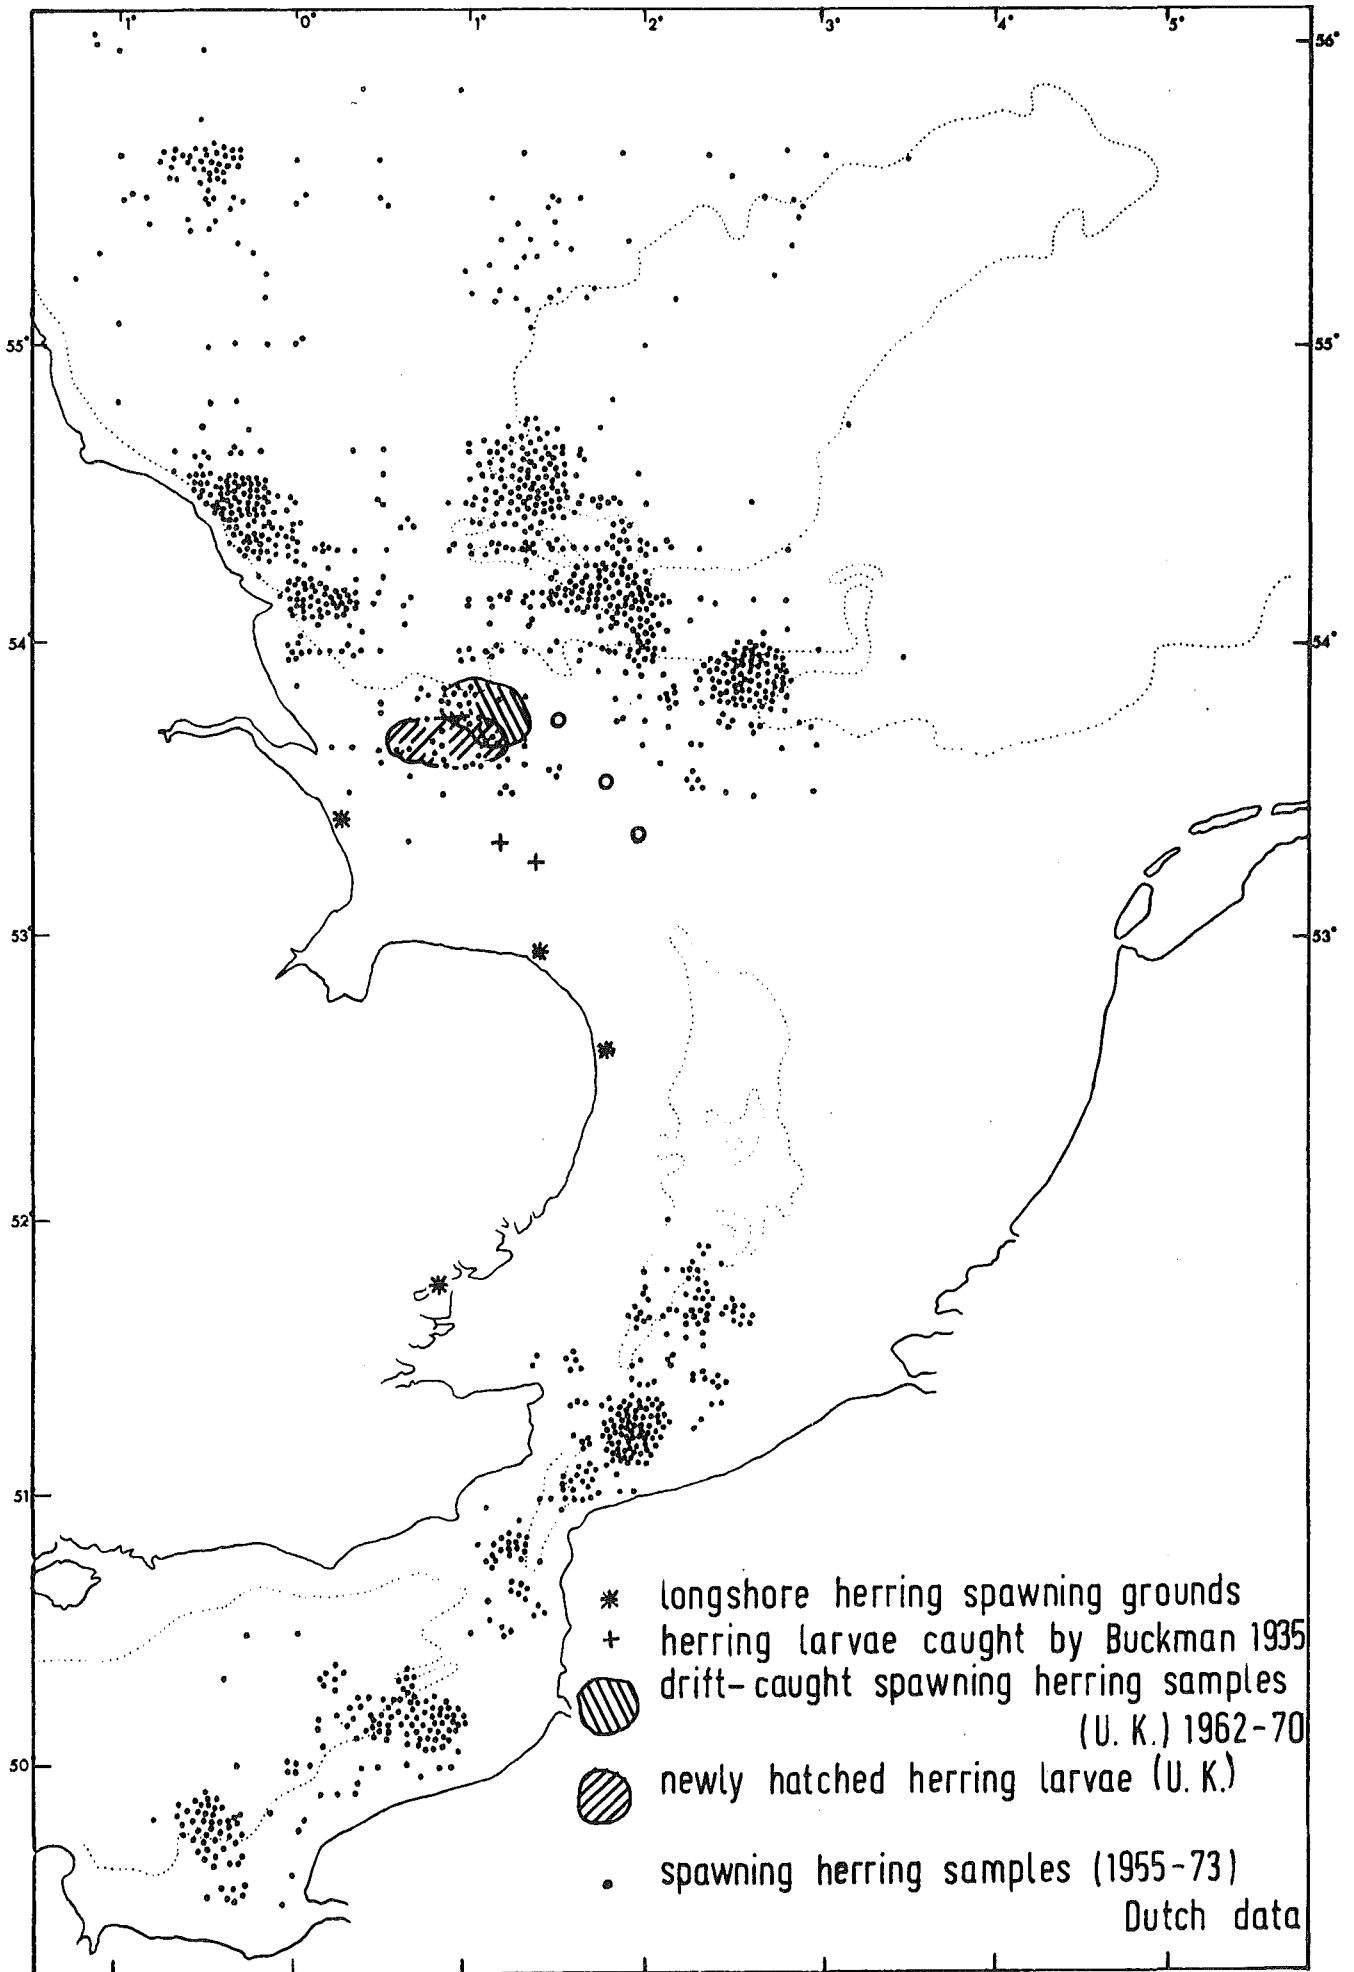 1° 0° 1° 2° 3° 4° 5°
56°
55° 55°
54° 54°
53° 53°
52°
51
50
longshore herring spawning grounds
herring larvae caught by Buckman 1935
drift-caught spawning herring samples
(U. K.) 1962-70
newly hatched herring larvae (U. K.)
spawning herring samples (1955-73)
Dutch data